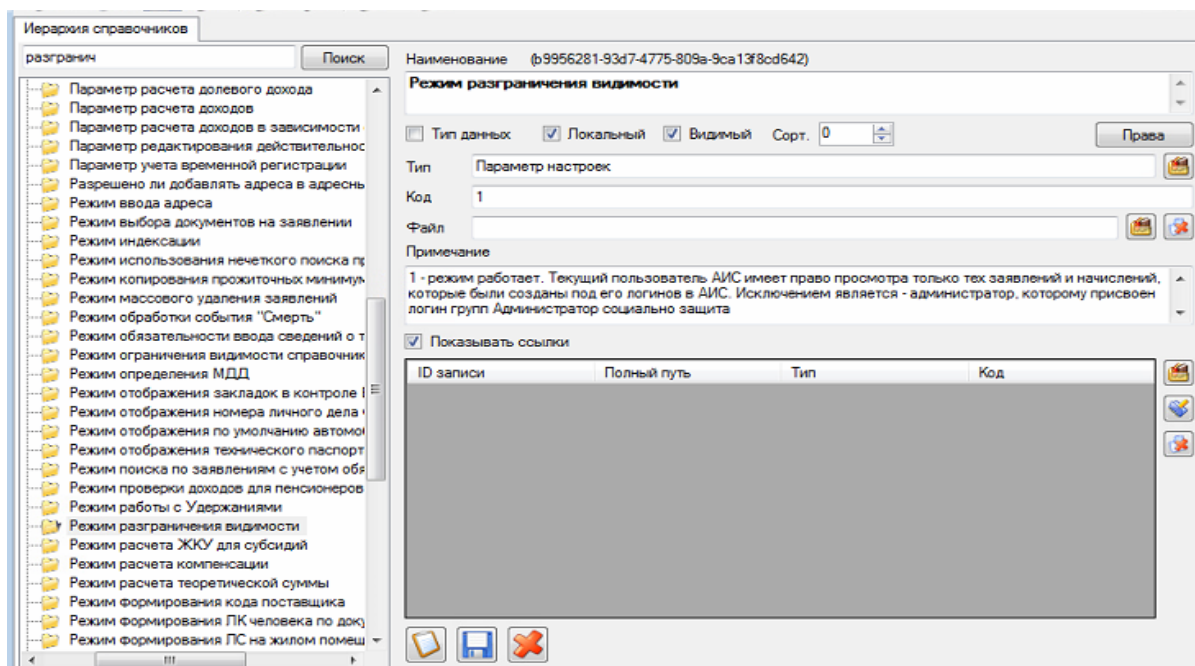 Иерархия справочников
разгранич
Поиск
Параметр расчета долевого дохода
Параметр расчета доходов
Параметр расчета доходов в зависимости
Параметр редактирования действительнос
Параметр учета временной регистрации
Разрешено ли добавлять адреса в адреснь
Режим ввода адреса
Режим выбора документов на заявлении
Режим индексации
Режим использования нечеткого поиска пр
Режим копирования прожиточных минимум
Режим массового удаления заявлений
Режим обработки события "Смерть"
Режим обязательности ввода сведений о т
Режим ограничения видимости справочник
Режим определения МДД
Режим отображения закладок в контроле
Режим отображения номера личного дела
Режим отображения по умолчанию автомо
Режим отображения технического паспорт
Режим поиска по заявлениям с учетом обя
Режим проверки доходов для пенсионеров
Режим работы с Удержаниями
Режим разграничения видимости
Режим расчета ЖКУ для субсидий
Режим расчета компенсации
Режим расчета теоретической суммы
Режим формирования кода поставщика
Режим формирования ЛК человека по доку
Режим формирования ЛС на жилом помещ
Наименование (b9956281-93d7-4775-809a-9ca13f8cd642)
Режим разграничения видимости
Тип данных Локальный Видимый Сорт. 0 Права
Тип Параметр настроек
Код 1
Файл
Примечание
1 - режим работает. Текущий пользователь АИС имеет право просмотра только тех заявлений и начислений,
которые были созданы под его логинов в АИС. Исключением является - администратор, которому присвоен
логин групп Администратор социально защита
Показывать ссылки
ID записи Полный путь Тип Код